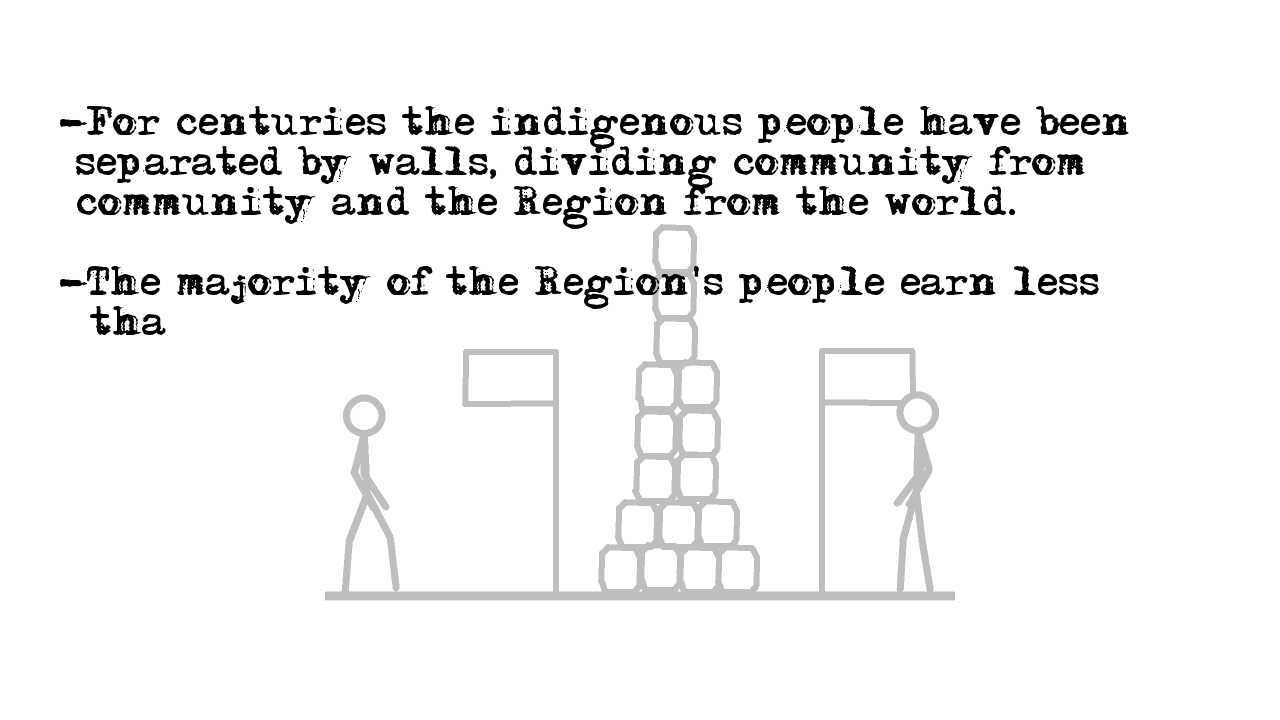 -For centuries the indigenous people have been
separated by walls, dividing community from
community and the Region from the world.
-The majority of the Region's people earn less
tha